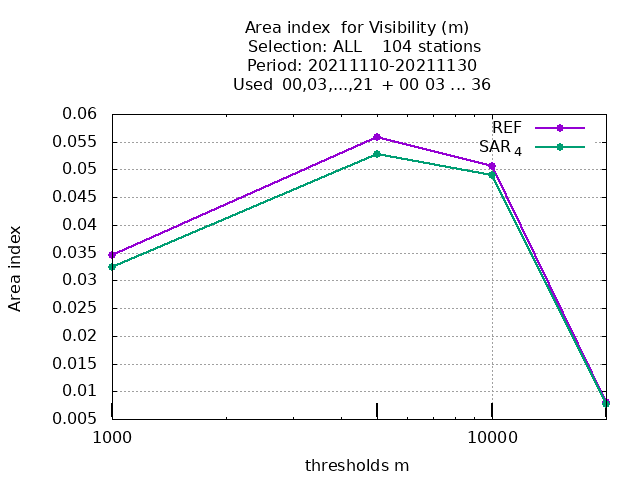 Area index  for Visibility (m)
Selection: ALL    104 stations
Period: 20211110-20211130
Used  00,03,...,21  + 00 03 ... 36
REF
SAR 4
0.06
0.055
0.05
0.045
0.04
0.035
0.03
0.025
0.02
0.015
0.01
0.005
Area index
1000
10000
thresholds m